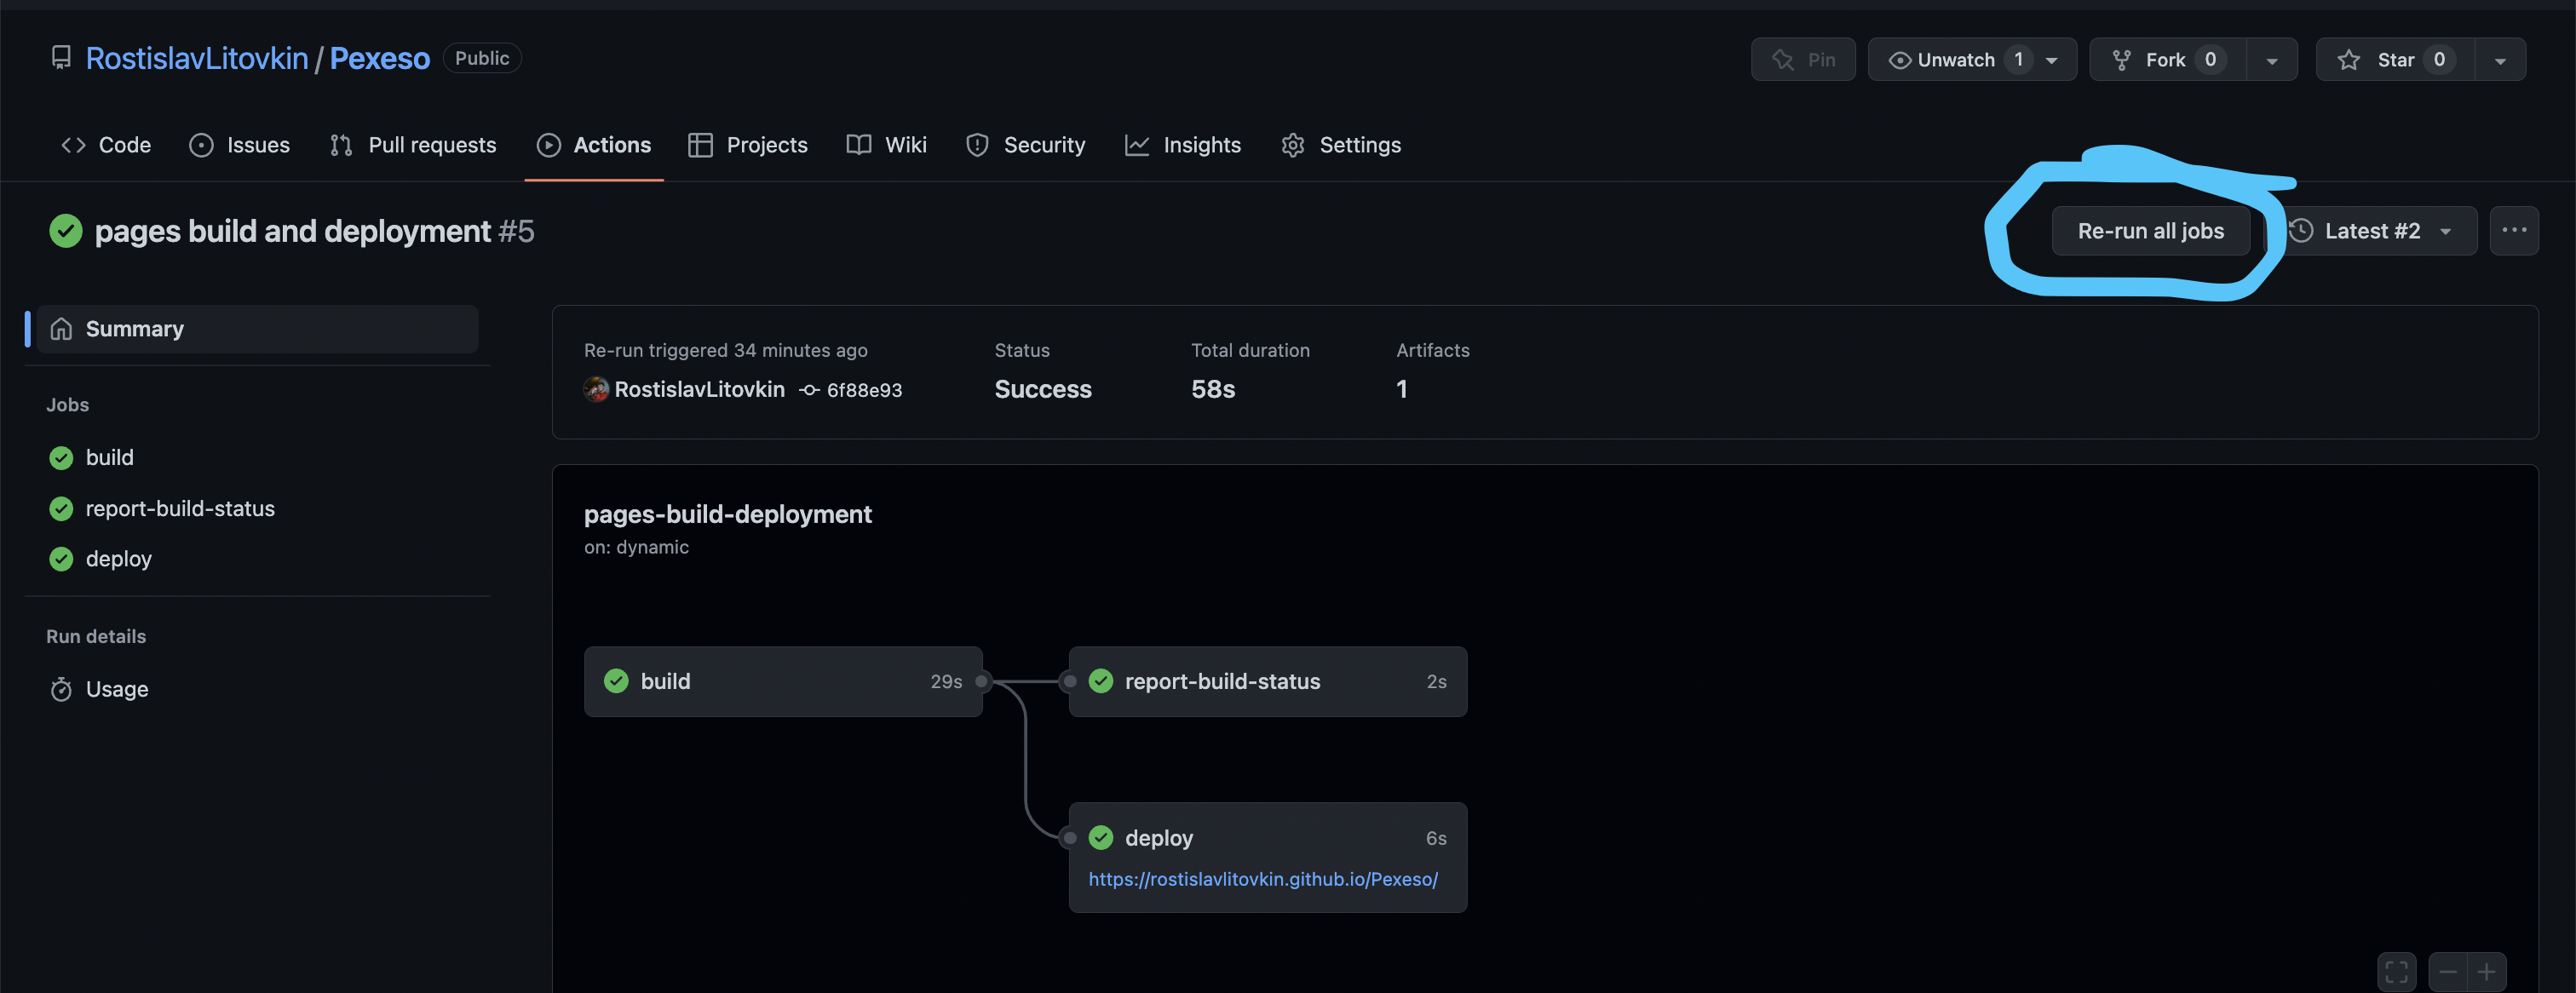 RostislavLitovkin / Pexeso Public
Pin
Unwatch 1
Fork 0
Star 0
Code
Issues
Pull requests
Actions
Projects
Wiki
Security
Insights
Settings
pages build and deployment #5
Re-run all jobs
Latest #2
Summary
Jobs
build
report-build-status
deploy
Run details
Usage
Re-run triggered 34 minutes ago
RostislavLitovkin 6f88e93
Status
Success
Total duration
58s
Artifacts
1
pages-build-deployment
on: dynamic
build 29s
report-build-status 2s
deploy 6s
https://rostislavlitovkin.github.io/Pexeso/